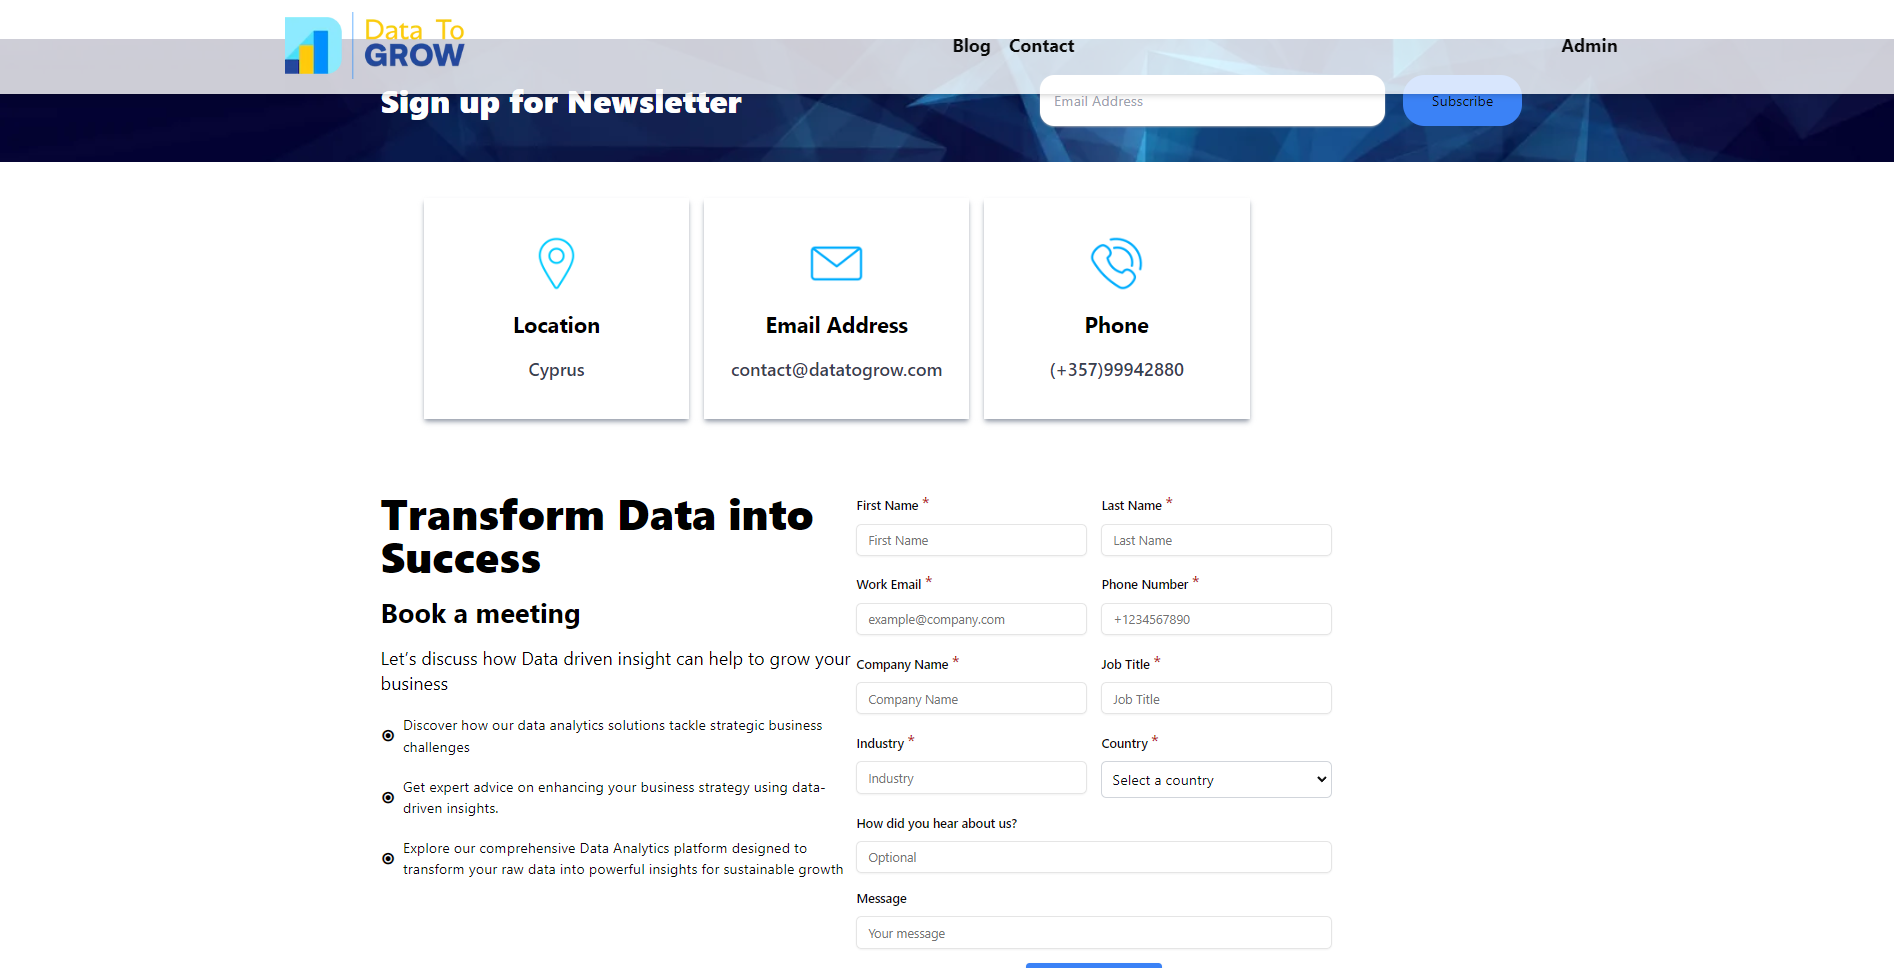 Data To
GROW
Blog Contact Admin
Sign up for Newsletter
Email Address
Subscribe
Location
Cyprus
Email Address
contact@datatogrow.com
Phone
(+357)99942880
Transform Data into
Success
Book a meeting
Let's discuss how Data driven insight can help to grow your
business
Discover how our data analytics solutions tackle strategic business
challenges
Get expert advice on enhancing your business strategy using data-
driven insights.
Explore our comprehensive Data Analytics platform designed to
transform your raw data into powerful insights for sustainable growth
First Name * Last Name *
First Name Last Name
Work Email * Phone Number *
example@company.com +1234567890
Company Name * Job Title *
Company Name Job Title
Industry * Country *
Industry Select a country
How did you hear about us?
Optional
Message
Your message